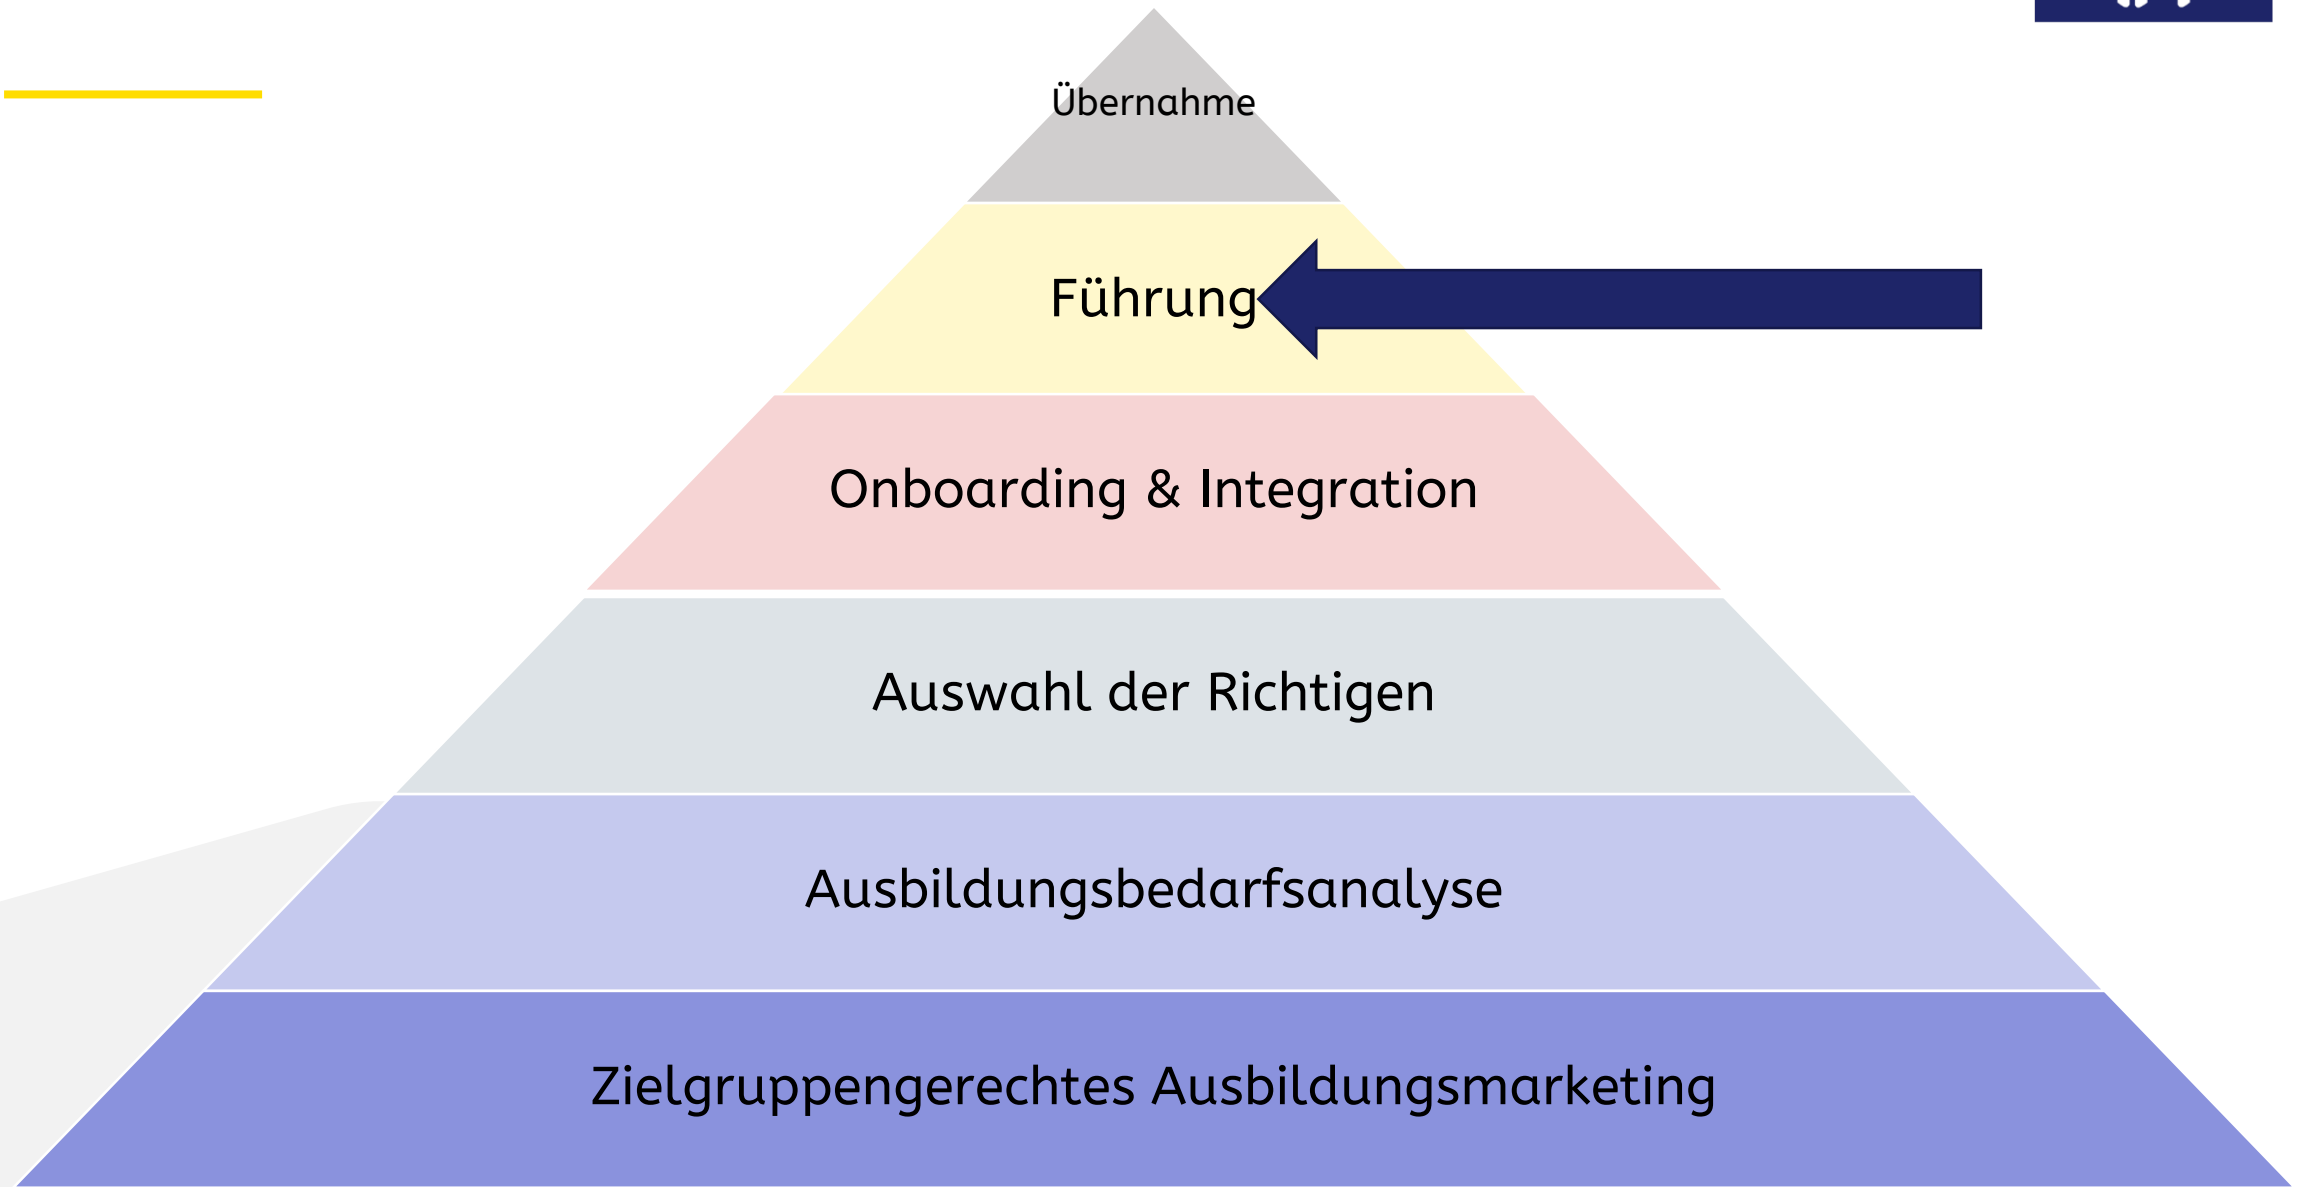 Übernahme
Führung
Onboarding & Integration
Auswahl der Richtigen
Ausbildungsbedarfsanalyse
Zielgruppengerechtes Ausbildungsmarketing